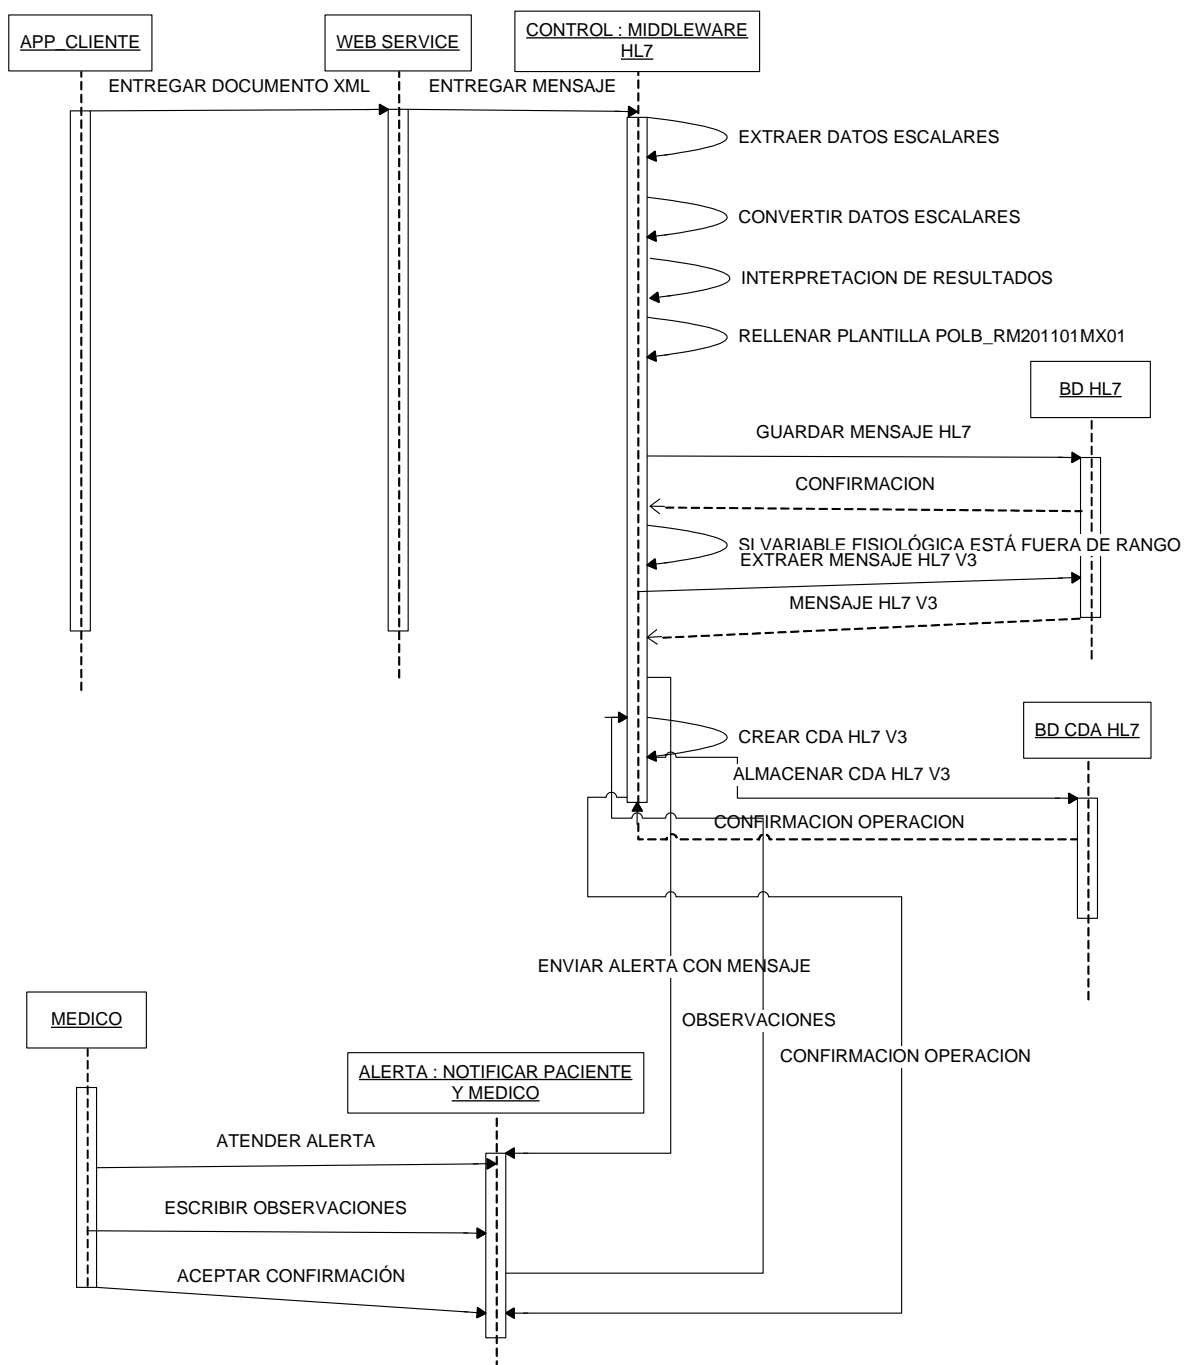 APP_CLIENTE
WEB SERVICE
CONTROL : MIDDLEWARE
HL7
ENTREGAR DOCUMENTO XML
ENTREGAR MENSAJE
EXTRAER DATOS ESCALARES
CONVERTIR DATOS ESCALARES
INTERPRETACION DE RESULTADOS
RELLENAR PLANTILLA POLB_RM201101MX01
BD HL7
GUARDAR MENSAJE HL7
CONFIRMACION
SI VARIABLE FISIOLÓGICA ESTÁ FUERA DE RANGO
EXTRAER MENSAJE HL7 V3
MENSAJE HL7 V3
BD CDA HL7
CREAR CDA HL7 V3
ALMACENAR CDA HL7 V3
CONFIRMACION OPERACION
ENVIAR ALERTA CON MENSAJE
MEDICO
OBSERVACIONES
CONFIRMACION OPERACION
ALERTA : NOTIFICAR PACIENTE
Y MEDICO
ATENDER ALERTA
ESCRIBIR OBSERVACIONES
ACEPTAR CONFIRMACIÓN